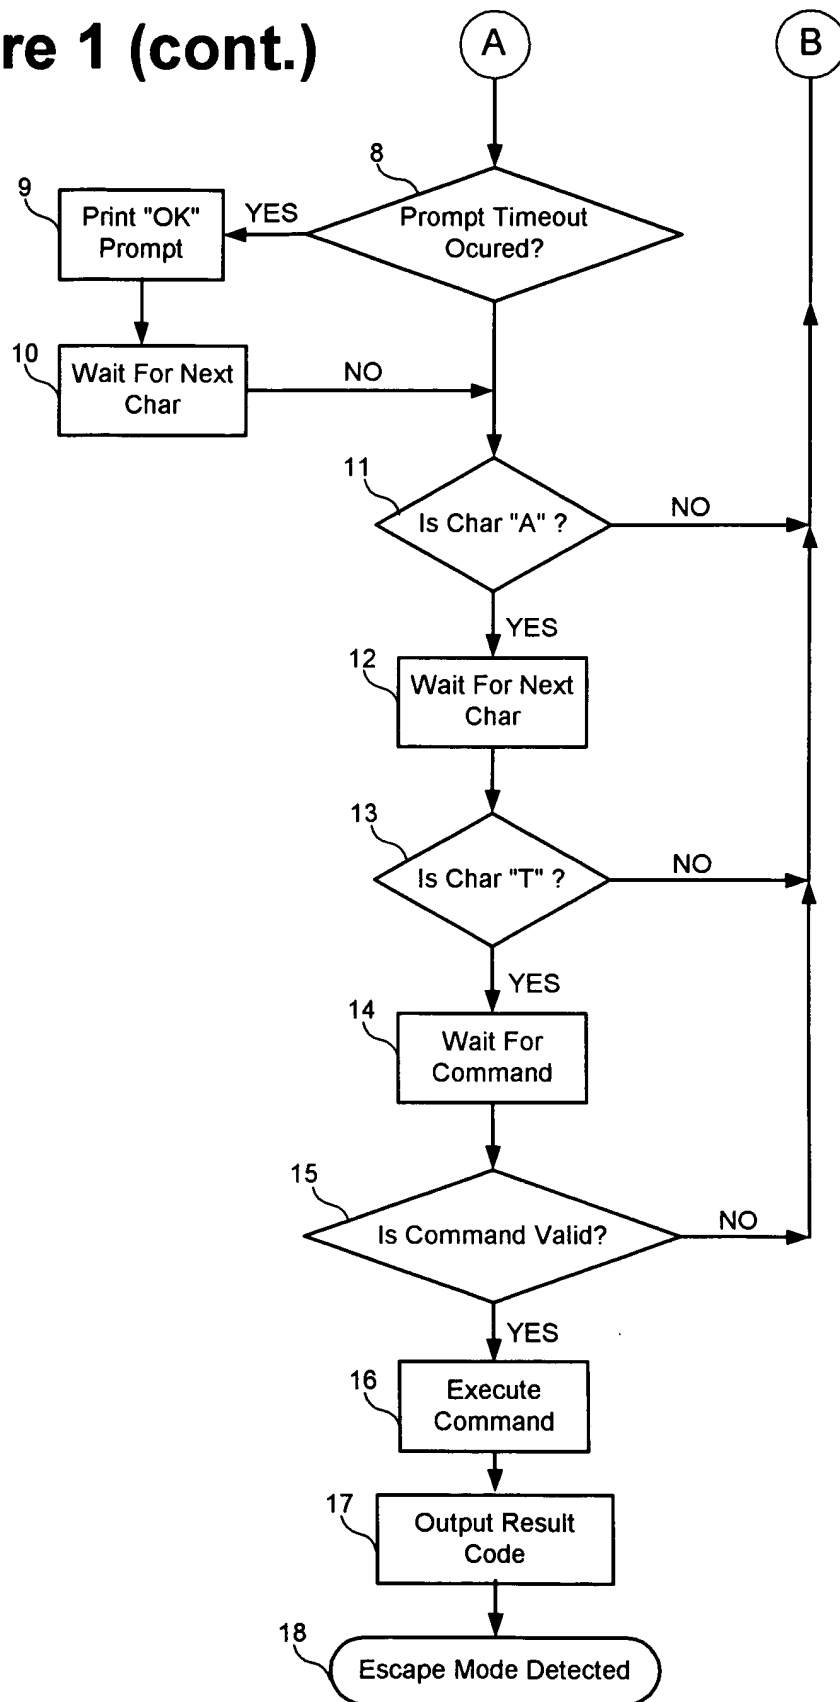 re 1 (cont.)
A
B
8
Prompt Timeout
Ocured?
YES
9
Print "OK"
Prompt
10
Wait For Next
Char
NO
11
Is Char "A" ?
NO
YES
12
Wait For Next
Char
13
Is Char "T" ?
NO
YES
14
Wait For
Command
15
Is Command Valid?
NO
YES
16
Execute
Command
17
Output Result
Code
18
Escape Mode Detected